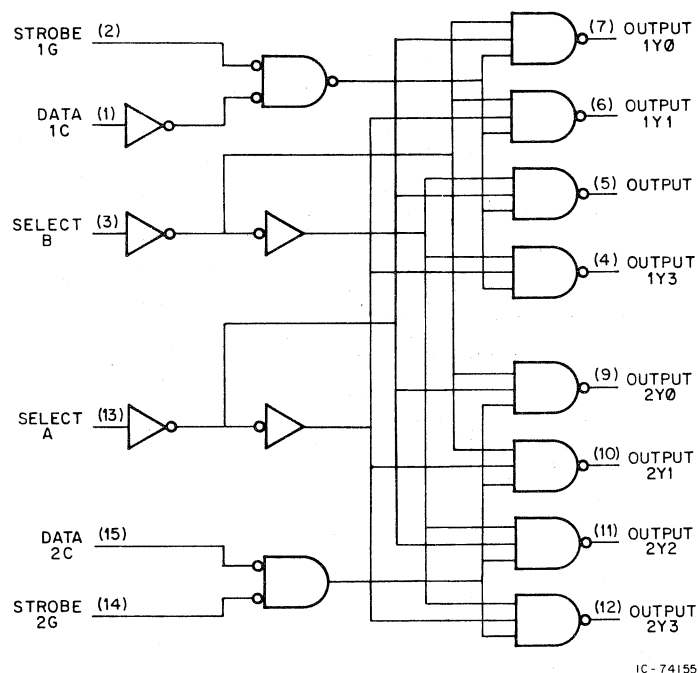 STROBE (2)
1G
DATA (1)
1C
SELECT (3)
B
SELECT (13)
A
DATA (15)
2C
STROBE (14)
2G
(7) OUTPUT
1Y0
(6) OUTPUT
1Y1
(5) OUTPUT
(4) OUTPUT
1Y3
(9) OUTPUT
2Y0
(10) OUTPUT
2Y1
(11) OUTPUT
2Y2
(12) OUTPUT
2Y3
IC-74155